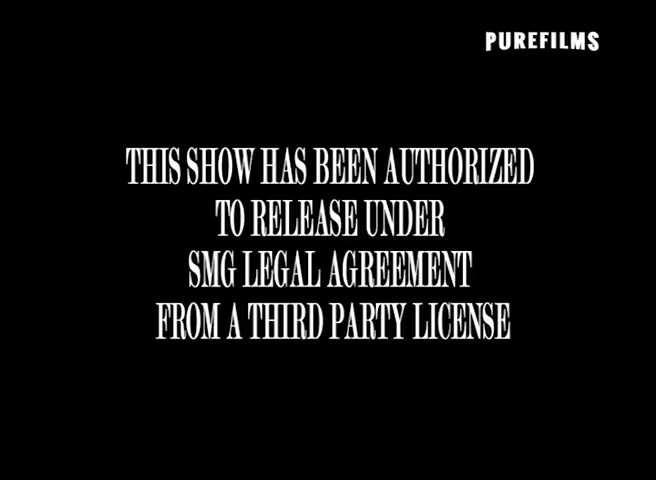 PUREFILMS
THIS SHOW HAS BEEN AUTHORIZED
TO RELEASE UNDER
SMG LEGAL AGREEMENT
FROM A THIRD PARTY LICENSE